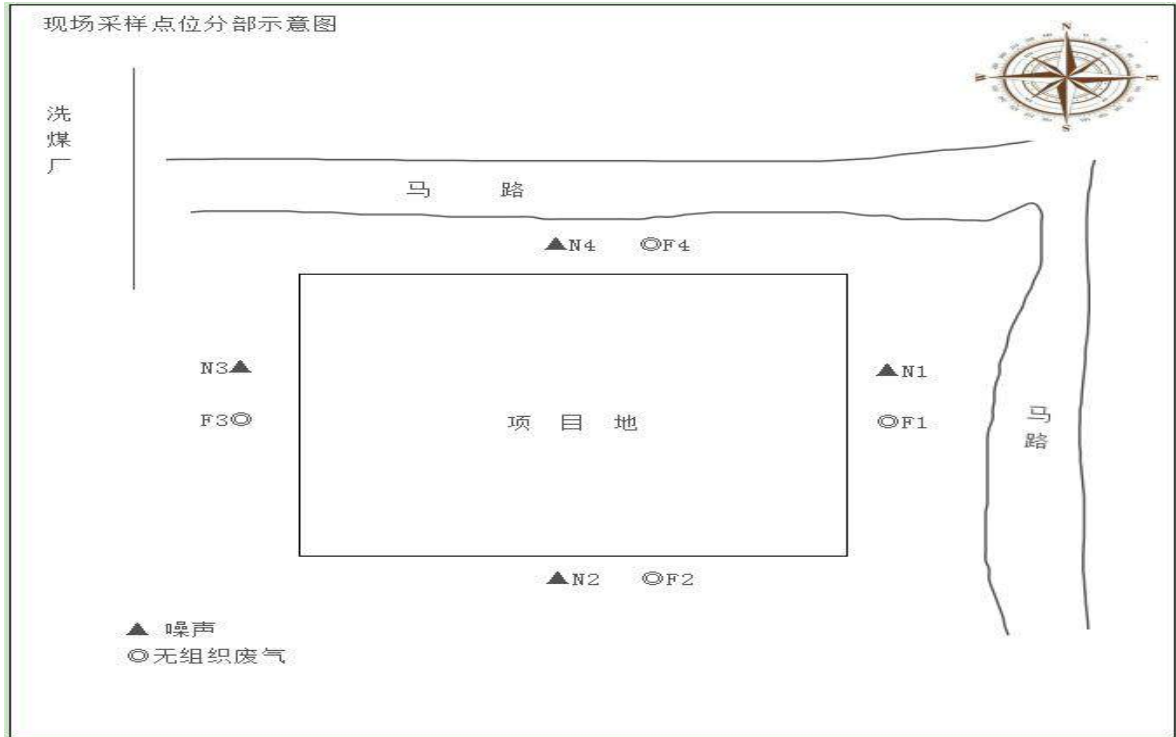 现场采样点位分部示意图
N
W
E
S
洗
煤
厂
马 路
▲N4 ◎F4
N3▲
▲N1
F3◎
项 目 地
◎F1
马
路
▲N2 ◎F2
▲ 噪声
◎无组织废气